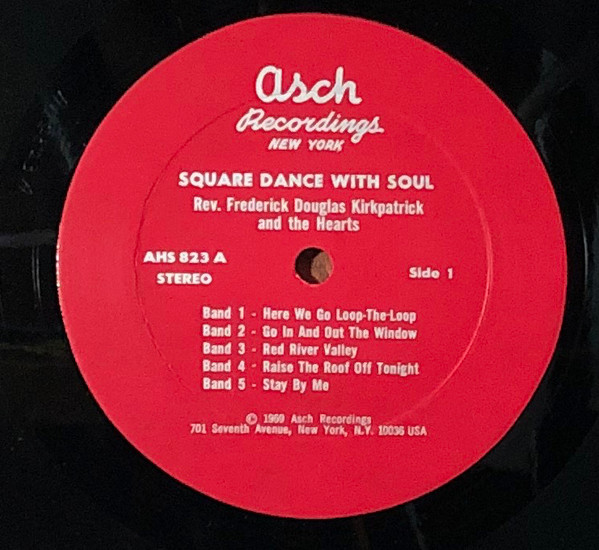 asch
Recordings
NEW YORK
SQUARE DANCE WITH SOUL
Rev. Frederick Douglas Kirkpatrick
and the Hearts
AHS 823 A
STEREO
Side 1
Band 1 - Here We Go Loop-The-Loop
Band 2 - Go In And Out The Window
Band 3 - Red River Valley
Band 4 - Raise The Roof Off Tonight
Band 5 - Stay By Me
© 1969 Asch Recordings
701 Seventh Avenue, New York, N.Y. 10036 USA